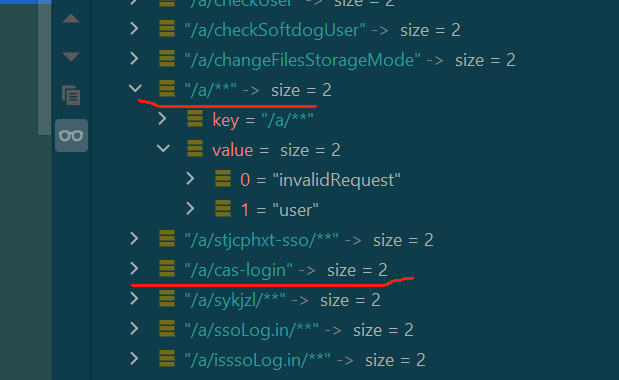 "/a/checkUser" -> size = 2
"/a/checkSoftdogUser" -> size = 2
"/a/changeFilesStorageMode" -> size = 2
"/a/**" -> size = 2
key = "/a/**"
value = size = 2
0 = "invalidRequest"
1 = "user"
"/a/stjcphxt-sso/**" -> size = 2
"/a/cas-login" -> size = 2
"/a/sykjzl/**" -> size = 2
"/a/ssoLog.in/**" -> size = 2
"/a/isssoLog.in/**" -> size = 2